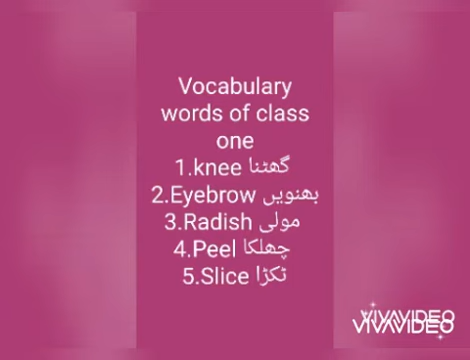 Vocabulary
words of class
one
1.knee گھٹنا
2.Eyebrow بھنویں
3.Radish مولی
4.Peel چھلکا
5.Slice ٹکڑا
VIVAVIDEO
VIVAVIDEO